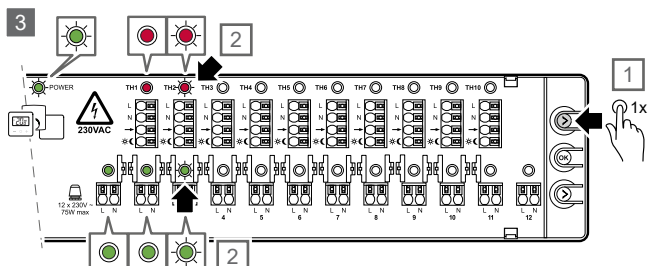 3
2
1
1x
POWER
TH1 TH2 TH3 TH4 TH5 TH6 TH7 TH8 TH9 TH10
230VAC
L L L L L L L L L L
N N N N N N N N N N
OK
12 x 230V ~
75W max
L N L N L N L N L N L N L N L N L N L N L N
4 5 6 7 8 9 10 11 12
2